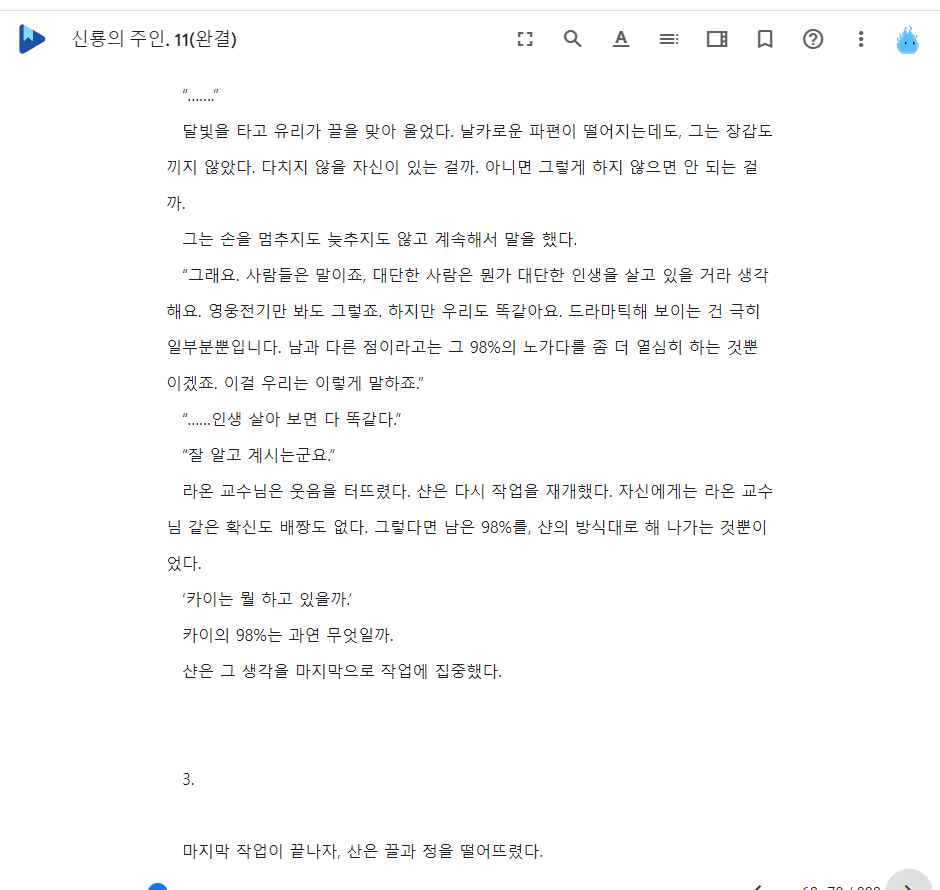 신룡의 주인. 11(완결)
“.......”
달빛을 타고 유리가 끌을 맞아 울었다. 날카로운 파편이 떨어지는데도, 그는 장갑도
끼지 않았다. 다치지 않을 자신이 있는 걸까. 아니면 그렇게 하지 않으면 안 되는 걸
까.
그는 손을 멈추지도 늦추지도 않고 계속해서 말을 했다.
“그래요. 사람들은 말이죠, 대단한 사람은 뭔가 대단한 인생을 살고 있을 거라 생각
해요. 영웅전기만 봐도 그렇죠. 하지만 우리도 똑같아요. 드라마틱해 보이는 건 극히
일부분뿐입니다. 남과 다른 점이라고는 그 98%의 노가다를 좀 더 열심히 하는 것뿐
이겠죠. 이걸 우리는 이렇게 말하죠.”
“......인생 살아 보면 다 똑같다.”
“잘 알고 계시는군요.”
라온 교수님은 웃음을 터뜨렸다. 샨은 다시 작업을 재개했다. 자신에게는 라온 교수
님 같은 확신도 배짱도 없다. 그렇다면 남은 98%를, 샨의 방식대로 해 나가는 것뿐이
었다.
‘카이는 뭘 하고 있을까.’
카이의 98%는 과연 무엇일까.
샨은 그 생각을 마지막으로 작업에 집중했다.
3.
마지막 작업이 끝나자, 산은 끌과 정을 떨어뜨렸다.